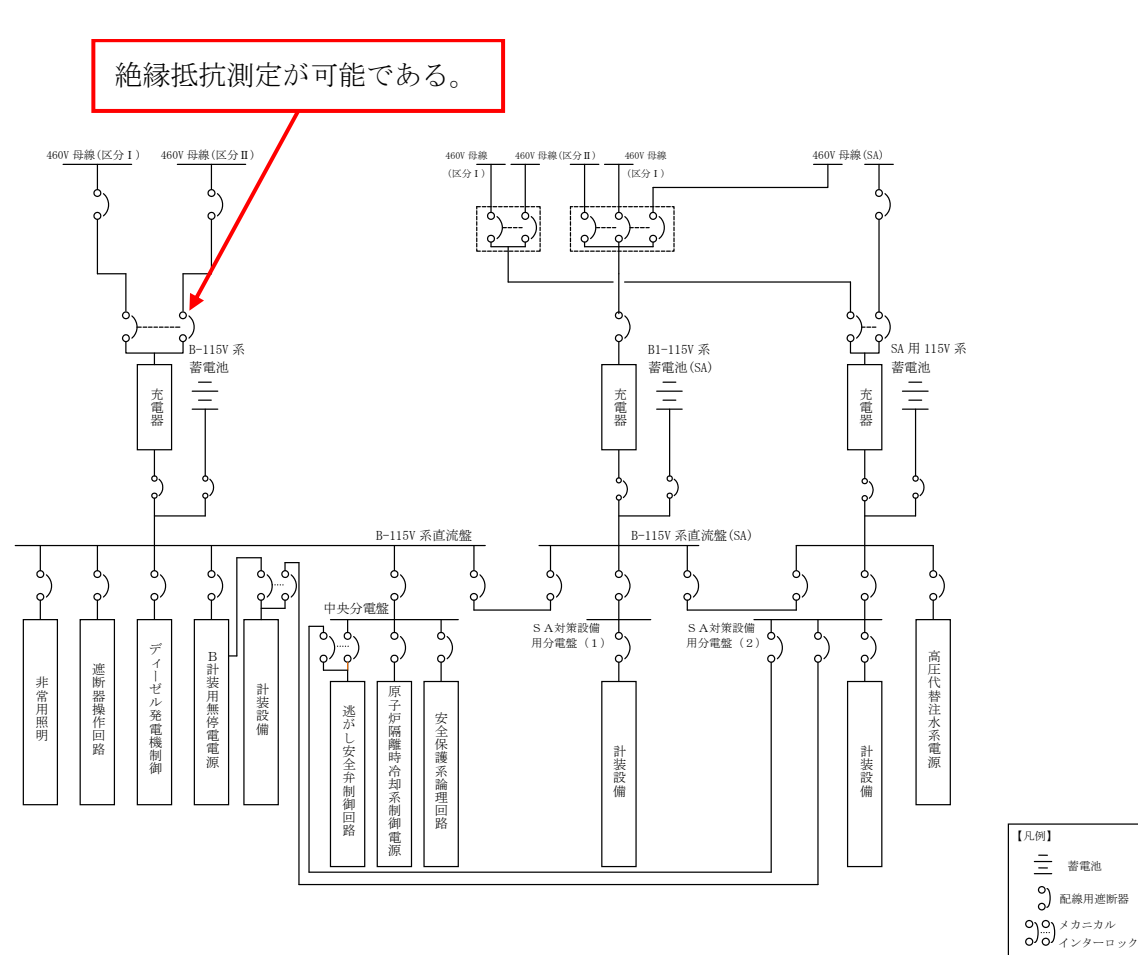 絶縁抵抗測定が可能である。
460V 母線(区分Ⅰ)
460V 母線(区分Ⅱ)
460V 母線
(区分Ⅰ)
460V 母線(区分Ⅱ)
460V 母線
(区分Ⅰ)
460V 母線(SA)
B-115V 系
蓄電池
B1-115V 系
蓄電池(SA)
SA 用 115V 系
蓄電池
充電器
充電器
充電器
B-115V 系直流盤
B-115V 系直流盤(SA)
中央分電盤
SA対策設備
用分電盤(1)
SA対策設備
用分電盤(2)
非常用照明
遮断器操作回路
ディーゼル発電機制御
B計装用無停電電源
計装設備
逃がし安全弁制御回路
原子炉隔離時冷却系制御電源
安全保護系論理回路
計装設備
計装設備
高圧代替注水系電源
【凡例】
蓄電池
配線用遮断器
メカニカル
インターロック